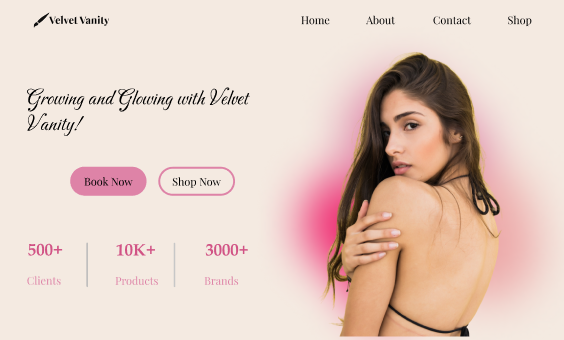 Velvet Vanity
Home
About
Contact
Shop
Growing and Glowing with Velvet
Vanity!
Book Now
Shop Now
500+
10K+
3000+
Clients
Products
Brands